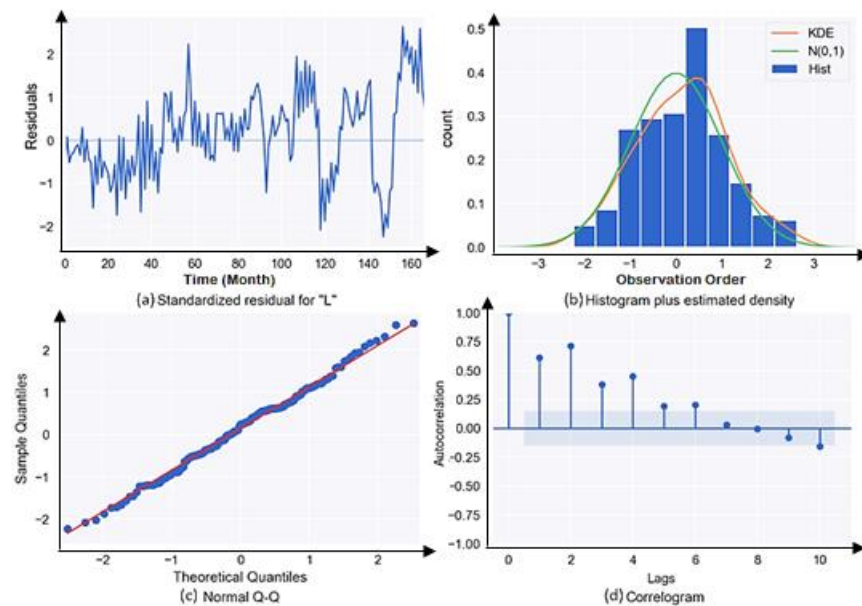 2
1
0
−1
−2
Residuals
0 20 40 60 80 100 120 140 160
Time (Month)
(a) Standardized residual for "L"
0.5
0.4
0.3
0.2
0.1
0.0
count
KDE
N(0,1)
Hist
−3 −2 −1 0 1 2 3
Observation Order
(b) Histogram plus estimated density
2
1
0
−1
−2
Sample Quantiles
−2 −1 0 1 2
Theoretical Quantiles
(c) Normal Q-Q
1.00
0.75
0.50
0.25
0.00
−0.25
−0.50
−0.75
−1.00
Autocorrelation
0 2 4 6 8 10
Lags
(d) Correlogram